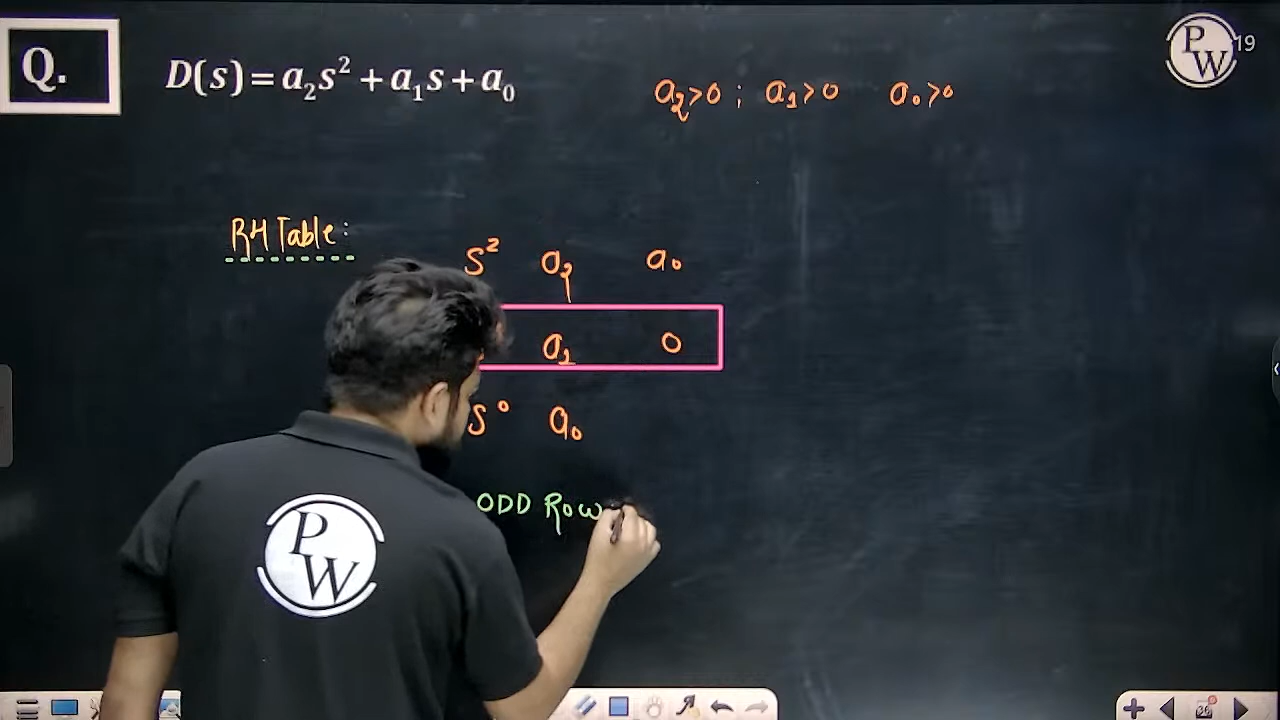 Q.
D(s) = a₂s² + a₁s + a₀
a₂>0 ; a₁>0 a₀>0
PW
19
RH Table:
s² a₂ a₀
a₁ 0
s⁰ a₀
ODD Row
PW